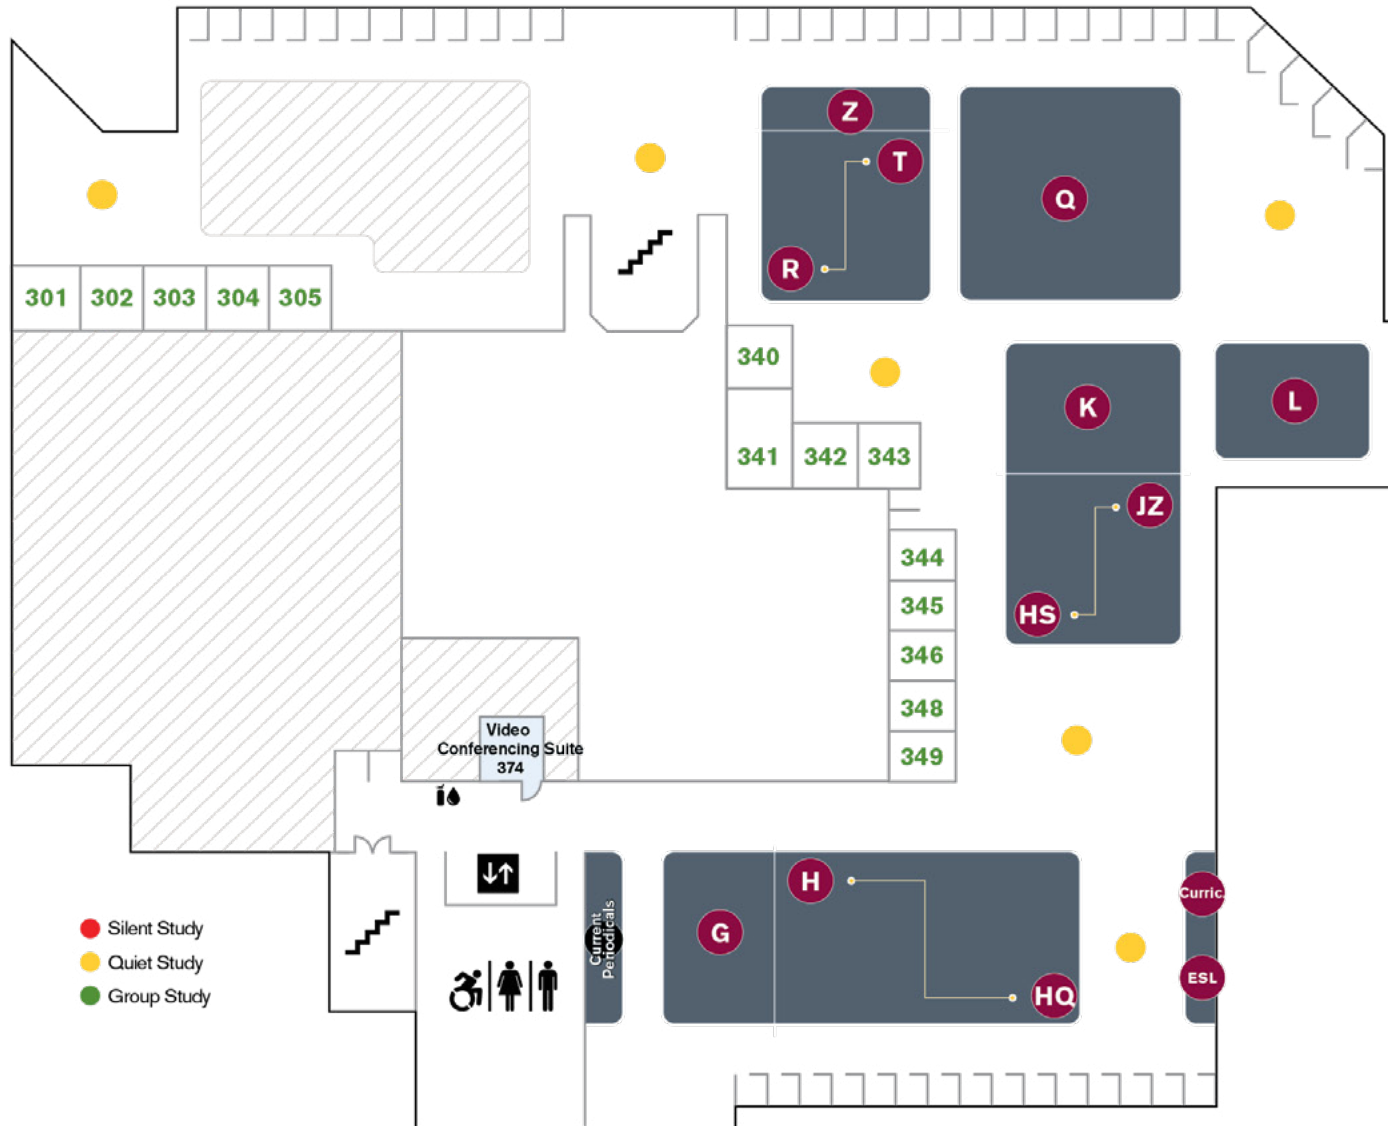 Z
T
Q
R
301 302 303 304 305
340
K
L
341 342 343
JZ
344
345
HS
346
348
Video
Conferencing Suite
374
349
H
Curric.
G
Current
Periodicals
ESL
HQ
Silent Study
Quiet Study
Group Study